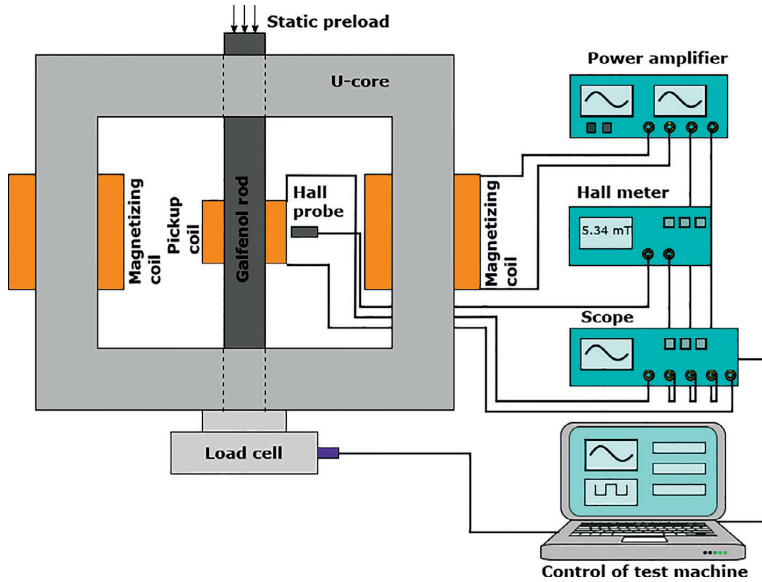 Static preload
U-core
Power amplifier
Magnetizing
coil
Pickup
coil
Galfenol rod
Hall
probe
Magnetizing
coil
Hall meter
5.34 mT
Scope
Load cell
Control of test machine